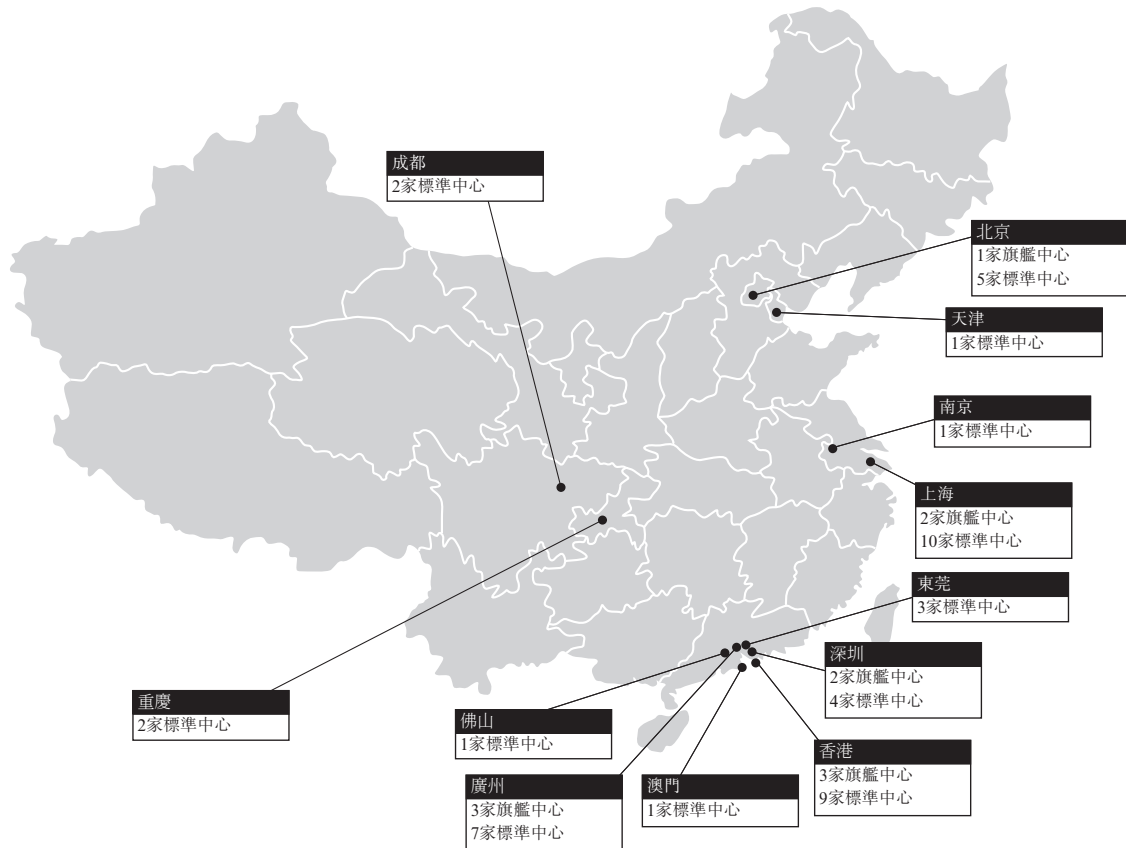 成都
2家標準中心
北京
1家旗艦中心
5家標準中心
天津
1家標準中心
南京
1家標準中心
上海
2家旗艦中心
10家標準中心
東莞
3家標準中心
深圳
2家旗艦中心
4家標準中心
重慶
2家標準中心
佛山
1家標準中心
香港
3家旗艦中心
9家標準中心
廣州
3家旗艦中心
7家標準中心
澳門
1家標準中心